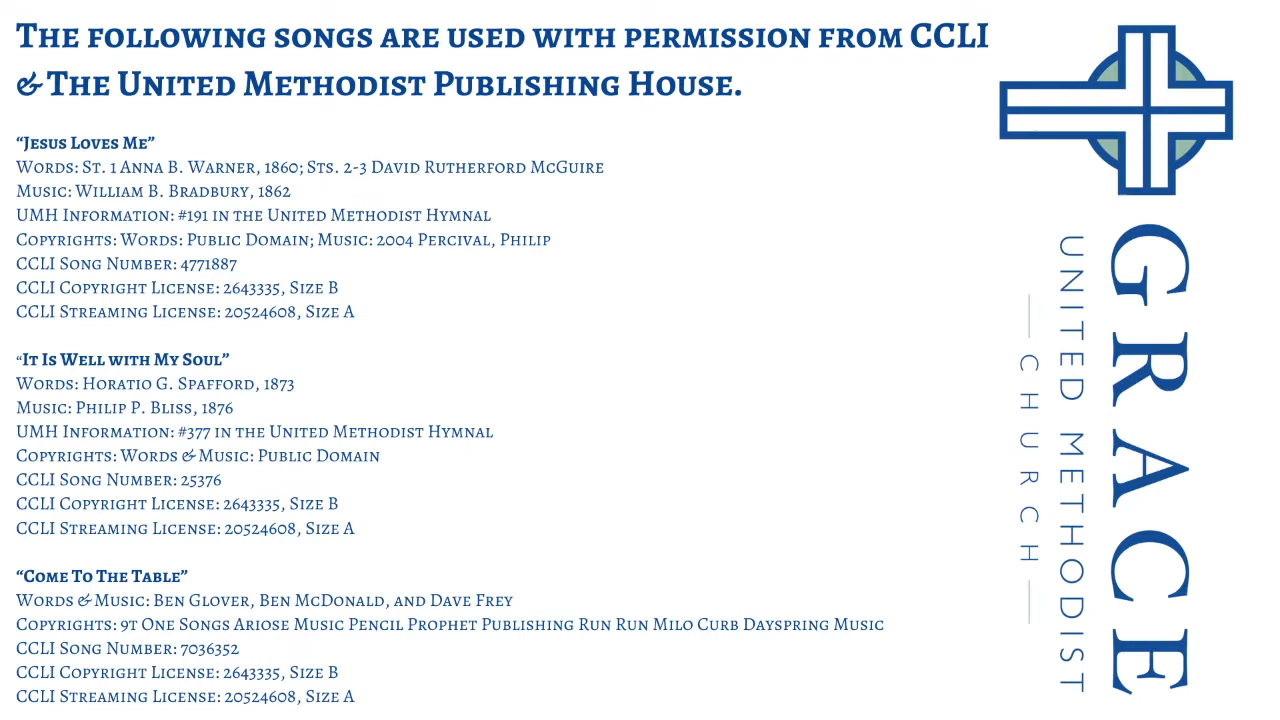 The following songs are used with permission from CCLI
& The United Methodist Publishing House.
“Jesus Loves Me”
Words: St. 1 Anna B. Warner, 1860; Sts. 2-3 David Rutherford McGuire
Music: William B. Bradbury, 1862
UMH Information: #191 in the United Methodist Hymnal
Copyrights: Words: Public Domain; Music: 2004 Percival, Philip
CCLI Song Number: 4771887
CCLI Copyright License: 2643335, Size B
CCLI Streaming License: 20524608, Size A
“It Is Well with My Soul”
Words: Horatio G. Spafford, 1873
Music: Philip P. Bliss, 1876
UMH Information: #377 in the United Methodist Hymnal
Copyrights: Words & Music: Public Domain
CCLI Song Number: 25376
CCLI Copyright License: 2643335, Size B
CCLI Streaming License: 20524608, Size A
“Come To The Table”
Words & Music: Ben Glover, Ben McDonald, and Dave Frey
Copyrights: 9t One Songs Ariose Music Pencil Prophet Publishing Run Run Milo Curb Dayspring Music
CCLI Song Number: 7036352
CCLI Copyright License: 2643335, Size B
CCLI Streaming License: 20524608, Size A
GRACE
UNITED METHODIST
CHURCH